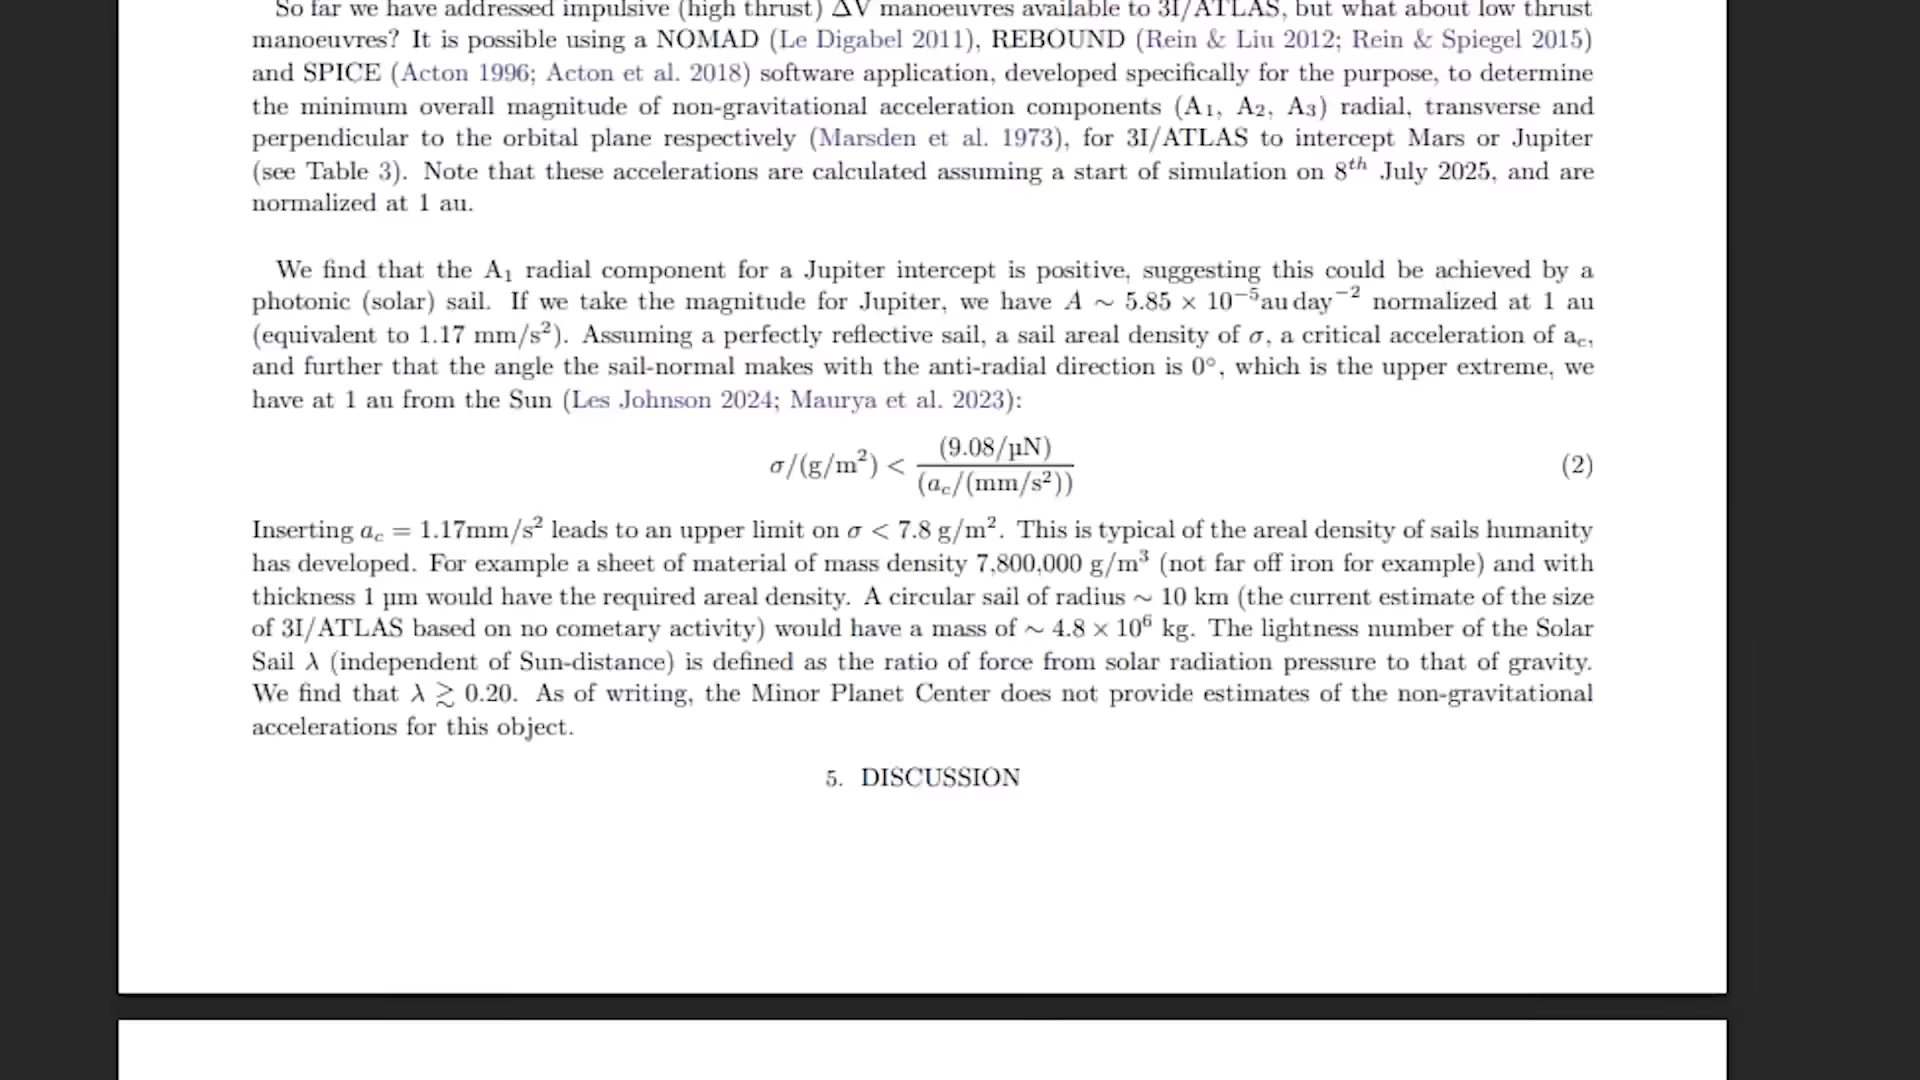 So far we have addressed impulsive (high thrust) ΔV manoeuvres available to 3I/ATLAS, but what about low thrust
manoeuvres? It is possible using a NOMAD (Le Digabel 2011), REBOUND (Rein & Liu 2012; Rein & Spiegel 2015)
and SPICE (Acton 1996; Acton et al. 2018) software application, developed specifically for the purpose, to determine
the minimum overall magnitude of non-gravitational acceleration components (A₁, A₂, A₃) radial, transverse and
perpendicular to the orbital plane respectively (Marsden et al. 1973), for 3I/ATLAS to intercept Mars or Jupiter
(see Table 3). Note that these accelerations are calculated assuming a start of simulation on 8ᵗʰ July 2025, and are
normalized at 1 au.
We find that the A₁ radial component for a Jupiter intercept is positive, suggesting this could be achieved by a
photonic (solar) sail. If we take the magnitude for Jupiter, we have A ∼ 5.85 × 10⁻⁵au day⁻² normalized at 1 au
(equivalent to 1.17 mm/s²). Assuming a perfectly reflective sail, a sail areal density of σ, a critical acceleration of a_c,
and further that the angle the sail-normal makes with the anti-radial direction is 0°, which is the upper extreme, we
have at 1 au from the Sun (Les Johnson 2024; Maurya et al. 2023):
σ/(g/m²) < (9.08/µN) / (a_c/(mm/s²)) (2)
Inserting a_c = 1.17mm/s² leads to an upper limit on σ < 7.8 g/m². This is typical of the areal density of sails humanity
has developed. For example a sheet of material of mass density 7,800,000 g/m³ (not far off iron for example) and with
thickness 1 µm would have the required areal density. A circular sail of radius ∼ 10 km (the current estimate of the size
of 3I/ATLAS based on no cometary activity) would have a mass of ∼ 4.8 × 10⁶ kg. The lightness number of the Solar
Sail λ (independent of Sun-distance) is defined as the ratio of force from solar radiation pressure to that of gravity.
We find that λ ≳ 0.20. As of writing, the Minor Planet Center does not provide estimates of the non-gravitational
accelerations for this object.
5. DISCUSSION